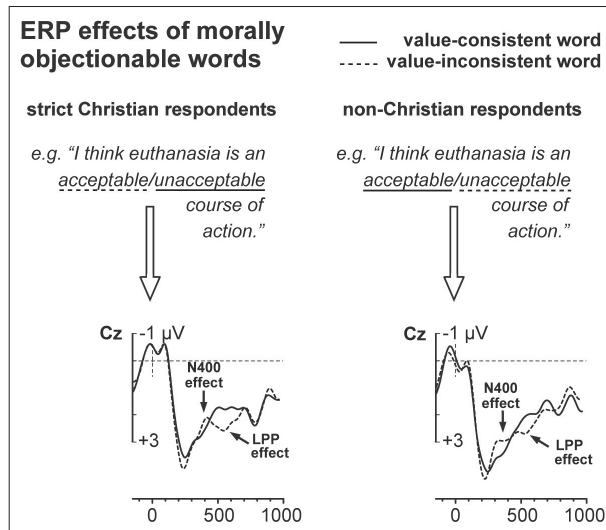 ERP effects of morally
objectionable words
value-consistent word
value-inconsistent word
strict Christian respondents
e.g. “I think euthanasia is an
acceptable/unacceptable
course of
action.”
non-Christian respondents
e.g. “I think euthanasia is an
acceptable/unacceptable
course of
action.”
Cz
-1 µV
N400
effect
+3
LPP
effect
0 500 1000
Cz
-1 µV
N400
effect
+3
LPP
effect
0 500 1000